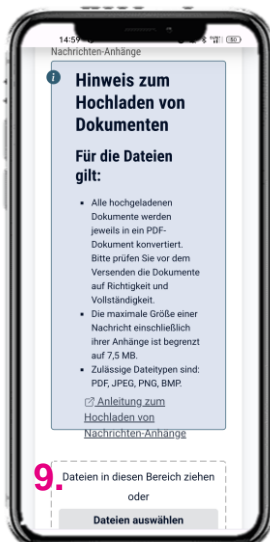 14:59
Nachrichten-Anhänge
Hinweis zum
Hochladen von
Dokumenten
Für die Dateien
gilt:
• Alle hochgeladenen
Dokumente werden
jeweils in ein PDF-
Dokument konvertiert.
Bitte prüfen Sie vor dem
Versenden die Dokumente
auf Richtigkeit und
Vollständigkeit.
• Die maximale Größe einer
Nachricht einschließlich
ihrer Anhänge ist begrenzt
auf 7,5 MB.
• Zulässige Dateitypen sind:
PDF, JPEG, PNG, BMP.
Anleitung zum
Hochladen von
Nachrichten-Anhänge
9.
Dateien in diesen Bereich ziehen
oder
Dateien auswählen